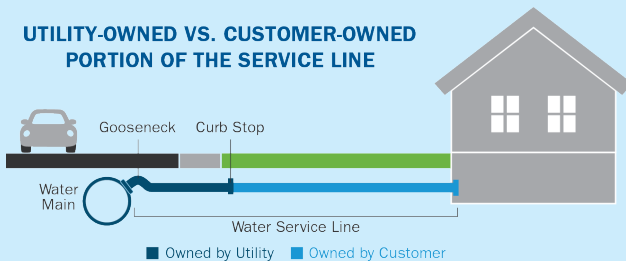 UTILITY-OWNED VS. CUSTOMER-OWNED
PORTION OF THE SERVICE LINE
Gooseneck
Curb Stop
Water
Main
Water Service Line
Owned by Utility
Owned by Customer